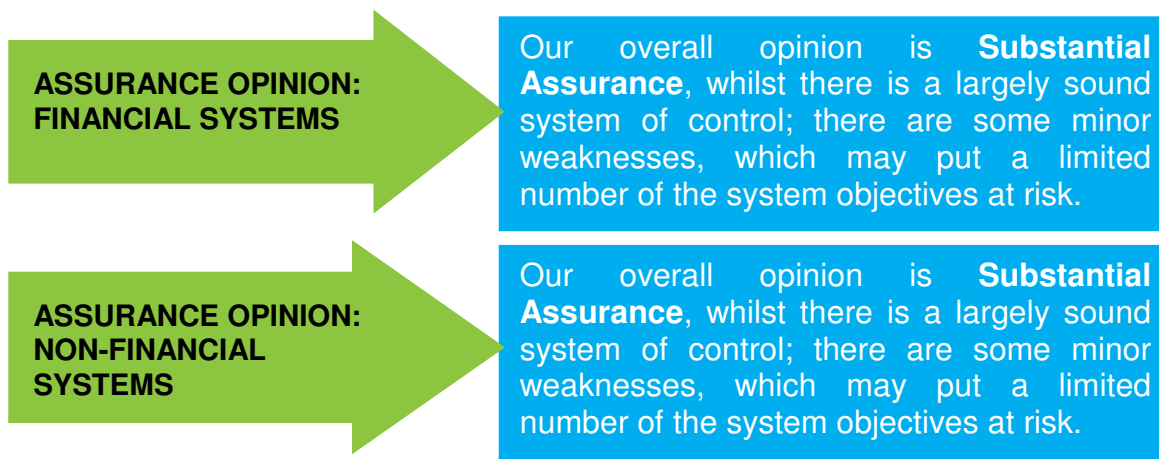 ASSURANCE OPINION:
FINANCIAL SYSTEMS
Our overall opinion is Substantial
Assurance, whilst there is a largely sound
system of control; there are some minor
weaknesses, which may put a limited
number of the system objectives at risk.
ASSURANCE OPINION:
NON-FINANCIAL
SYSTEMS
Our overall opinion is Substantial
Assurance, whilst there is a largely sound
system of control; there are some minor
weaknesses, which may put a limited
number of the system objectives at risk.